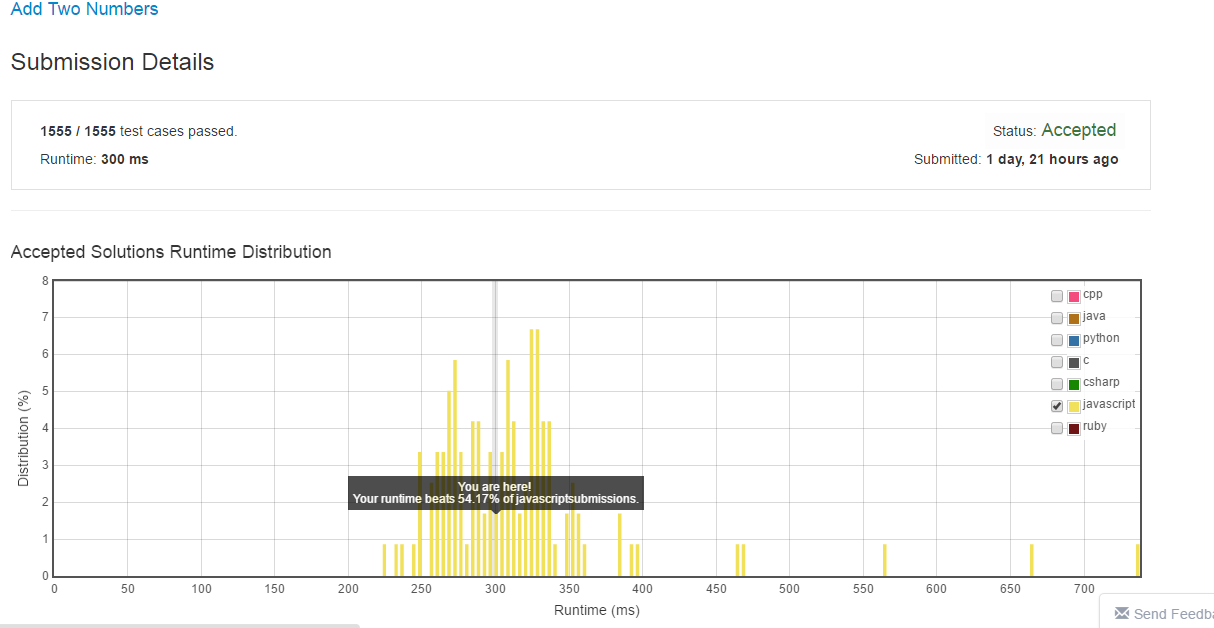 Add Two Numbers
Submission Details
1555 / 1555 test cases passed.
Status: Accepted
Runtime: 300 ms
Submitted: 1 day, 21 hours ago
Accepted Solutions Runtime Distribution
8
7
6
5
4
3
2
1
0
Distribution (%)
cpp
java
python
c
csharp
javascript
ruby
You are here!
Your runtime beats 54.17% of javascriptsubmissions.
0 50 100 150 200 250 300 350 400 450 500 550 600 650 700
Runtime (ms)
Send Feedba